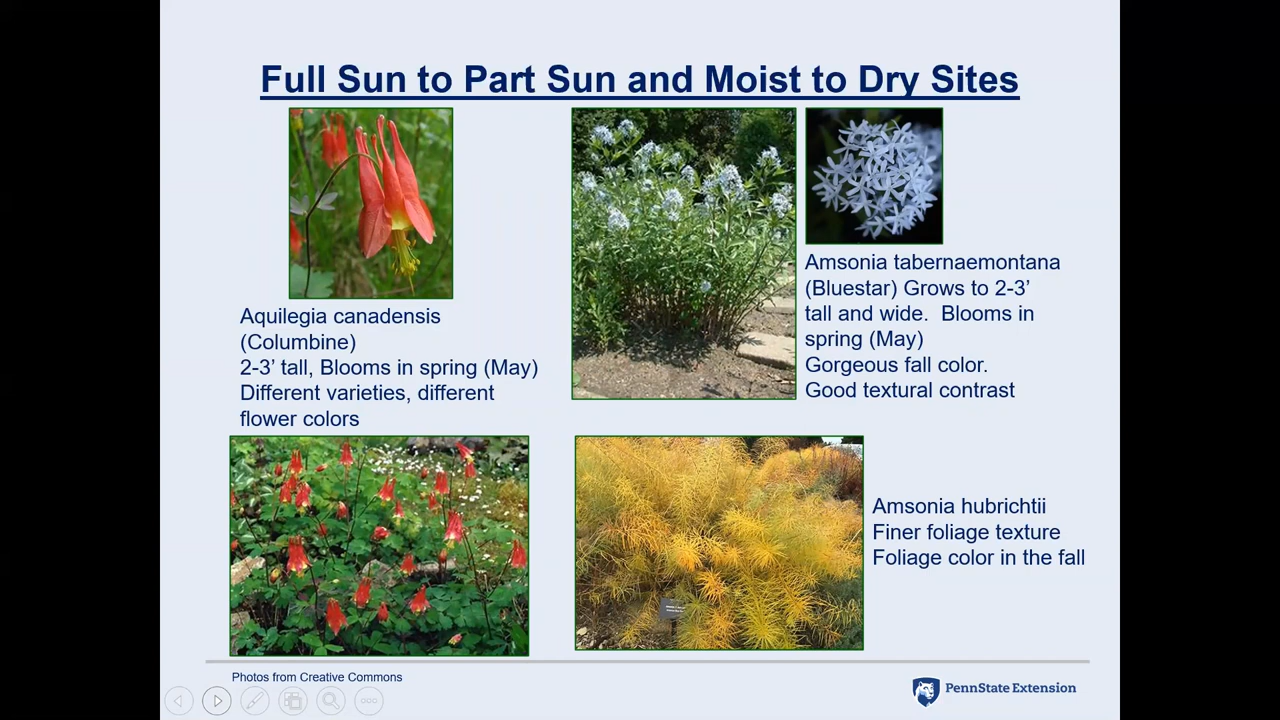 Full Sun to Part Sun and Moist to Dry Sites
Aquilegia canadensis
(Columbine)
2-3’ tall, Blooms in spring (May)
Different varieties, different
flower colors
Amsonia tabernaemontana
(Bluestar) Grows to 2-3’
tall and wide.  Blooms in
spring (May)
Gorgeous fall color.
Good textural contrast
Amsonia hubrichtii
Finer foliage texture
Foliage color in the fall
Photos from Creative Commons
PennState Extension